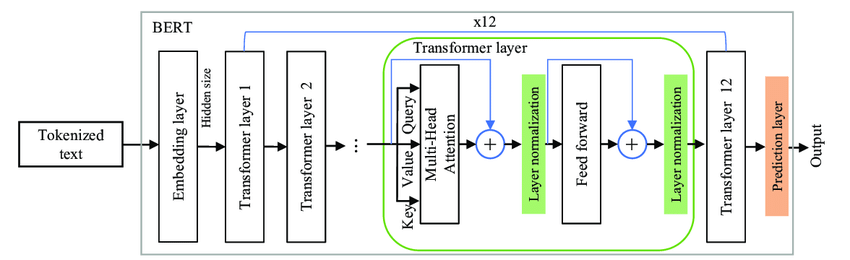 BERT
x12
Transformer layer
Tokenized
text
Embedding layer
Hidden size
Transformer layer 1
Transformer layer 2
...
Query
Value
Key
Multi-Head
Attention
+
Layer normalization
Feed forward
+
Layer normalization
Transformer layer 12
Prediction layer
Output